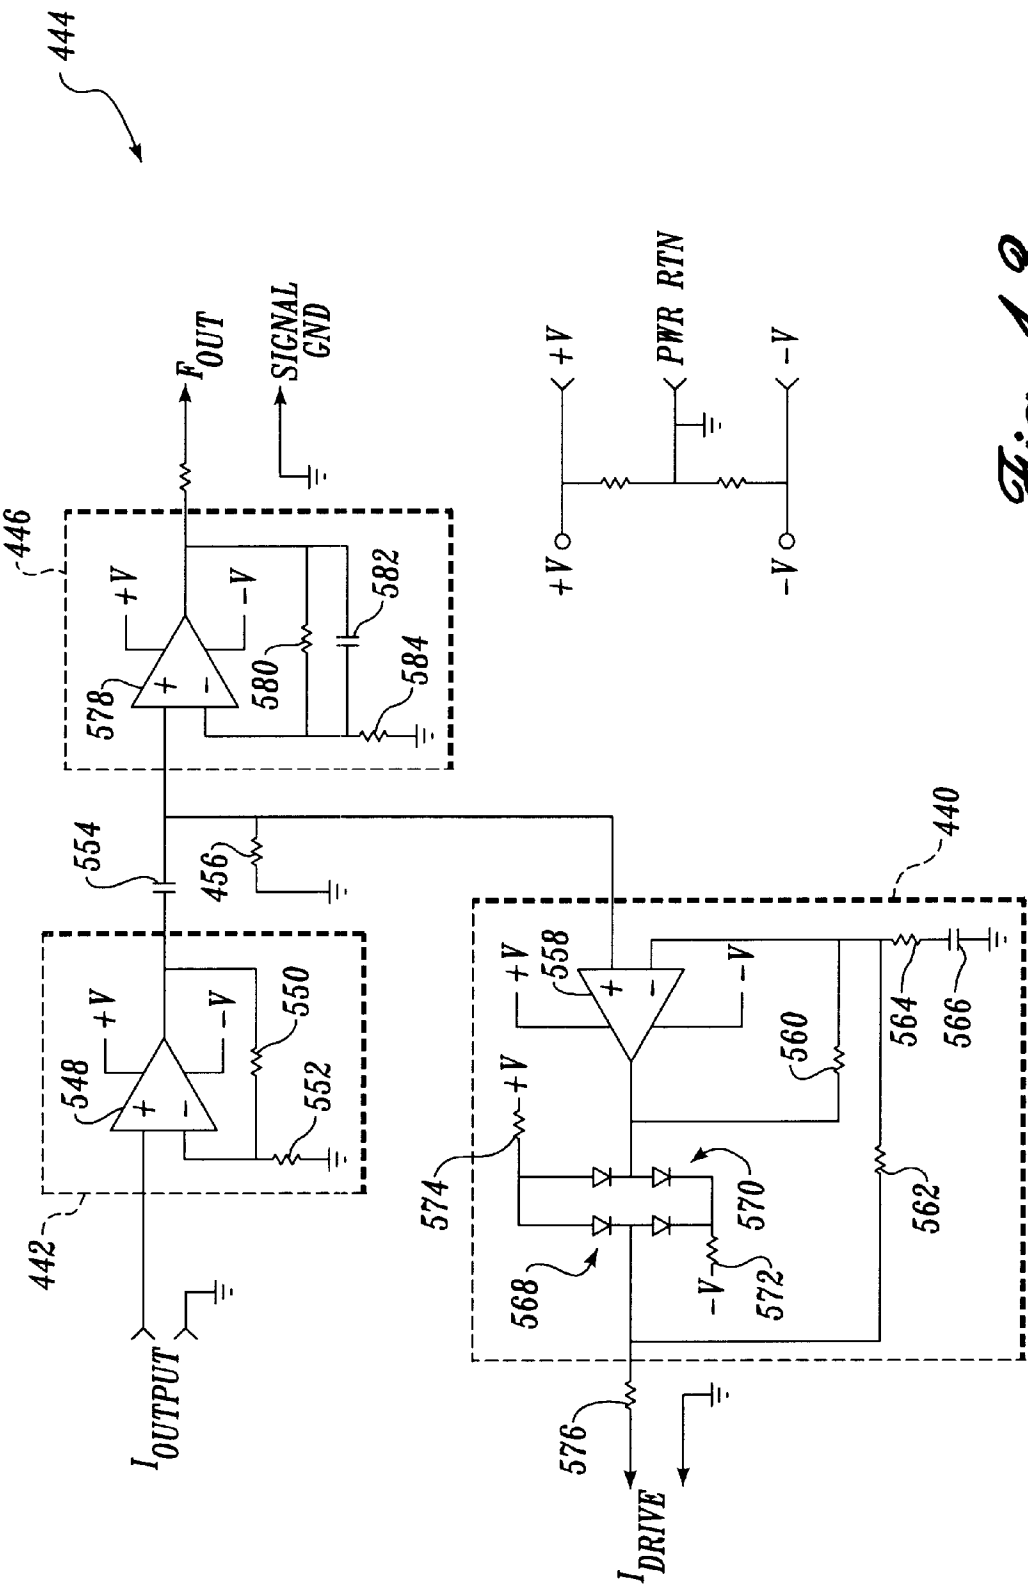 444
446
578
+V
-V
F_OUT
SIGNAL
GND
580
582
584
554
456
442
548
+V
-V
550
552
I_OUTPUT
+V
+V
PWR RTN
-V
-V
440
558
+V
-V
574
+V
570
568
-V
572
560
562
564
566
576
I_DRIVE